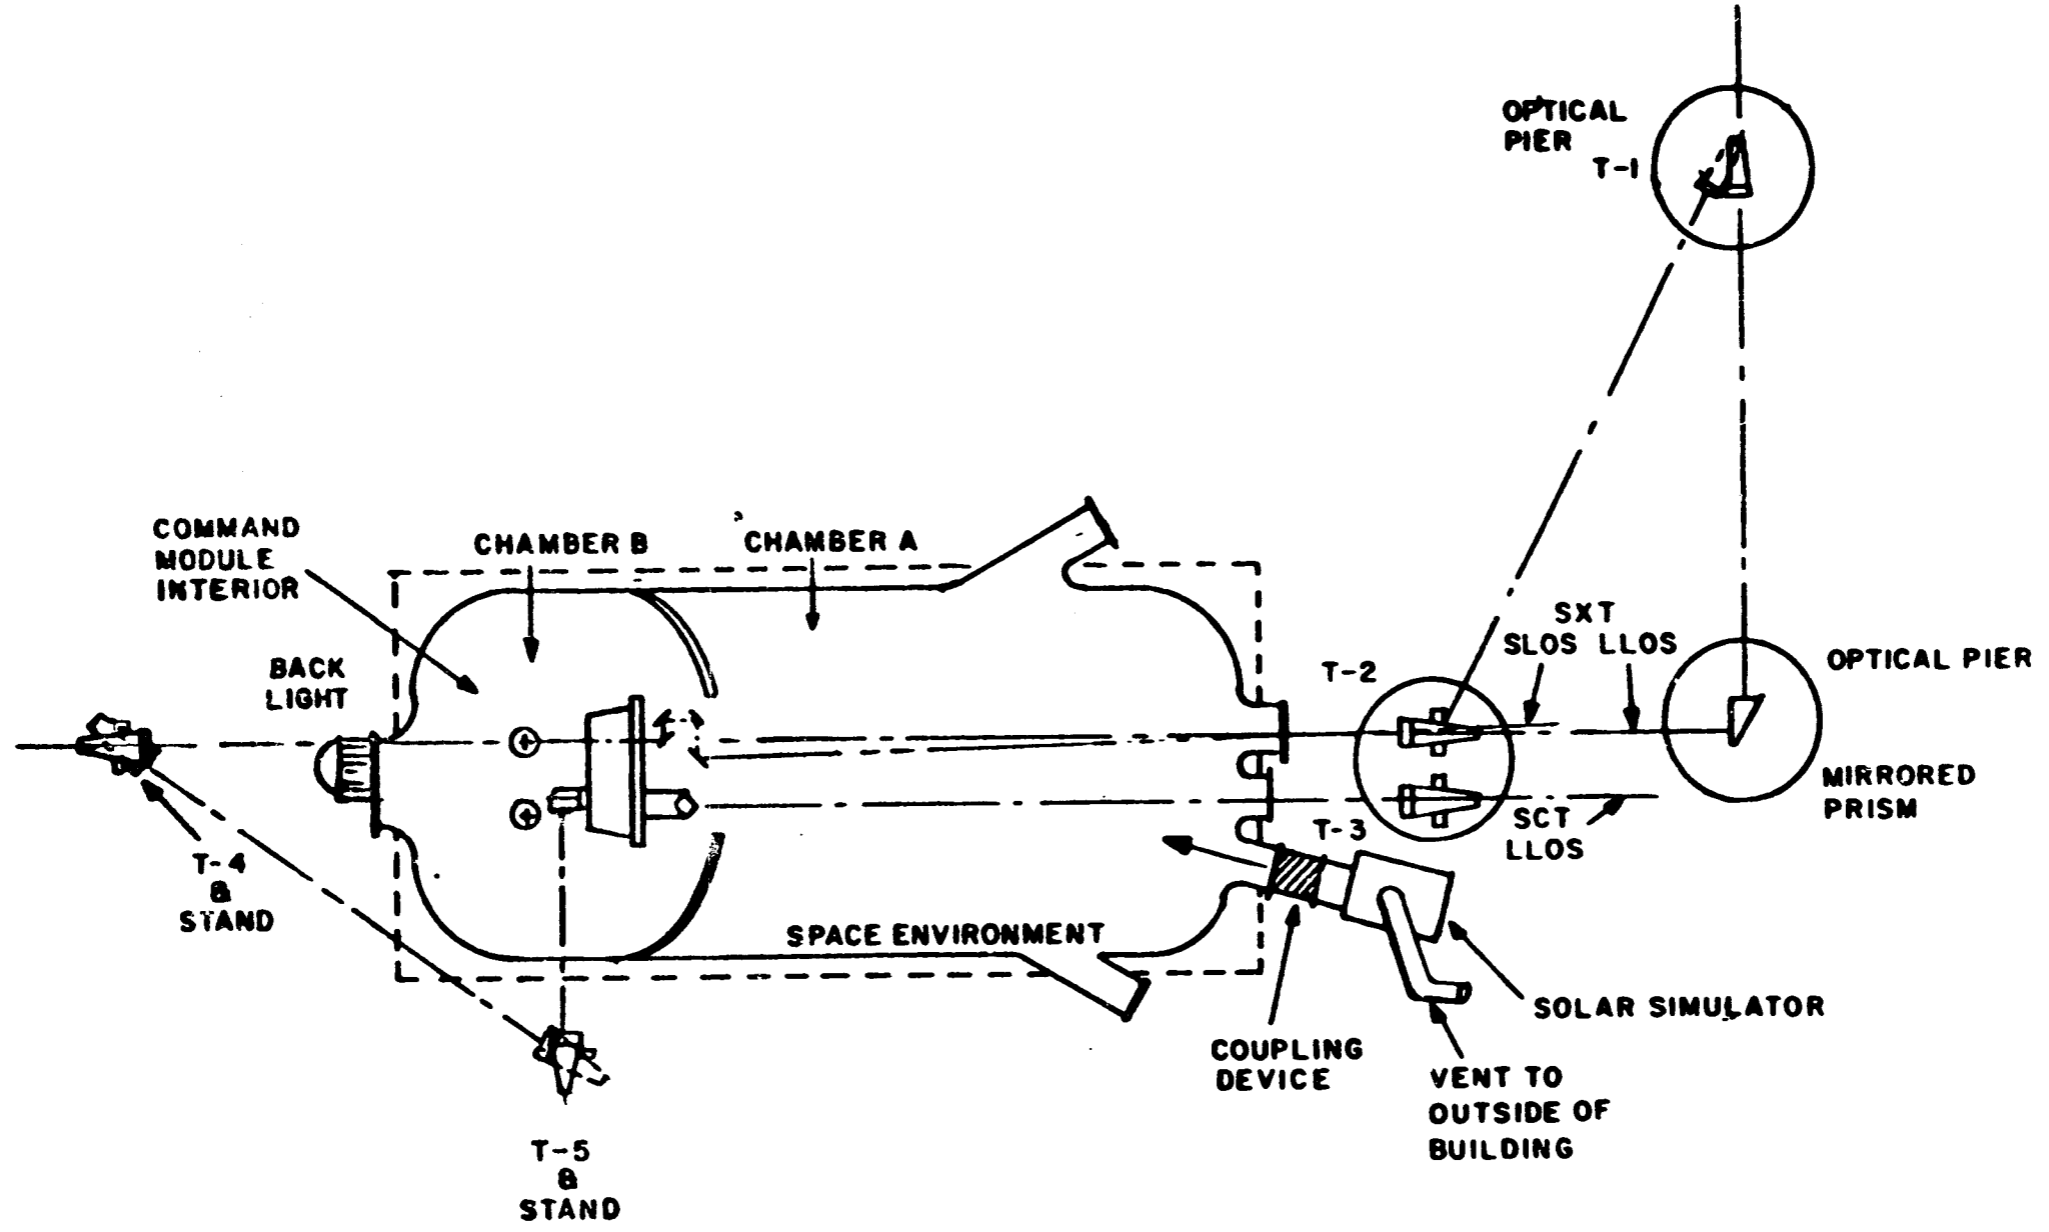 OPTICAL
PIER
T-1
COMMAND
MODULE
INTERIOR
CHAMBER B
CHAMBER A
BACK
LIGHT
T-2
SXT
SLOS LLOS
OPTICAL PIER
MIRRORED
PRISM
T-3
SCT
LLOS
T-4
&
STAND
SPACE ENVIRONMENT
SOLAR SIMULATOR
COUPLING
DEVICE
VENT TO
OUTSIDE OF
BUILDING
T-5
&
STAND